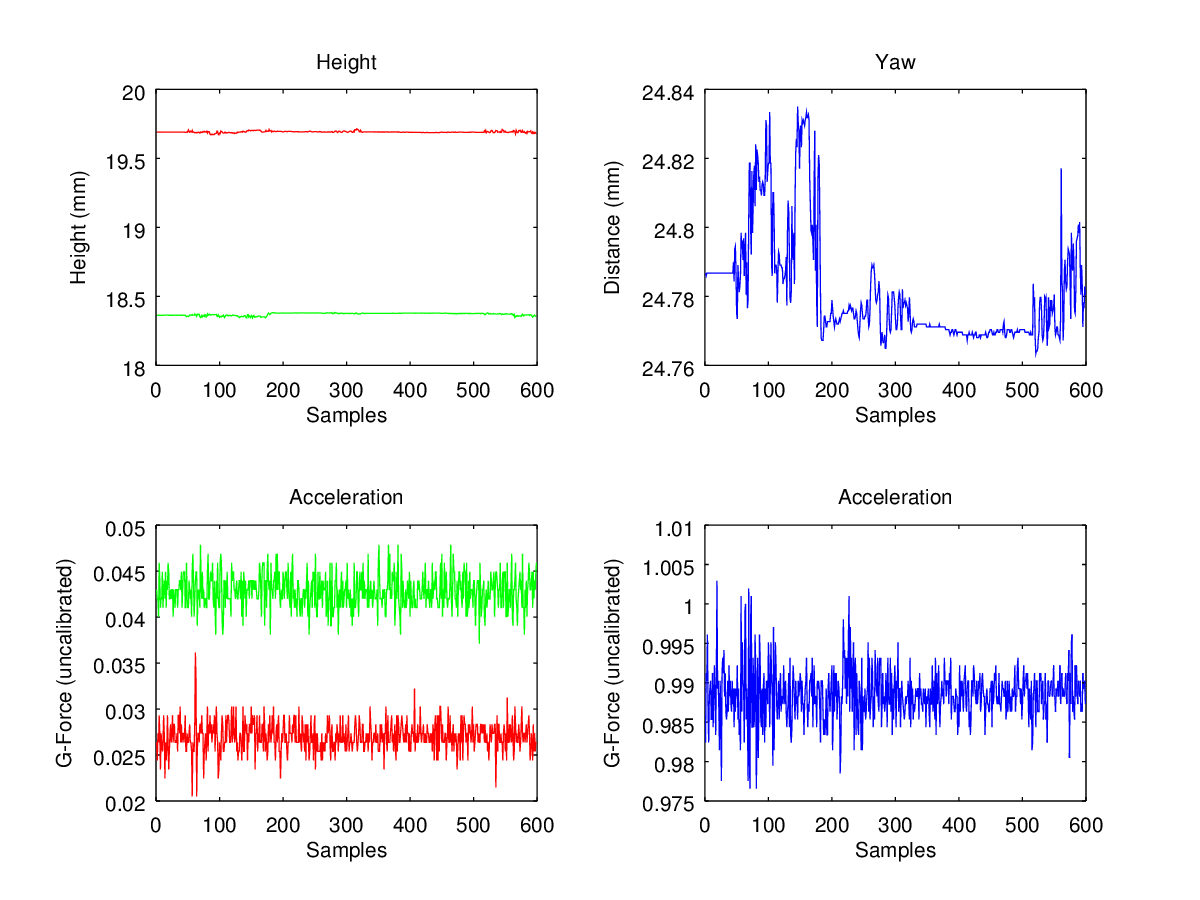 Height
20
19.5
19
18.5
18
Height (mm)
0 100 200 300 400 500 600
Samples
Yaw
24.84
24.82
24.8
24.78
24.76
Distance (mm)
0 100 200 300 400 500 600
Samples
Acceleration
0.05
0.045
0.04
0.035
0.03
0.025
0.02
G-Force (uncalibrated)
0 100 200 300 400 500 600
Samples
Acceleration
1.01
1.005
1
0.995
0.99
0.985
0.98
0.975
G-Force (uncalibrated)
0 100 200 300 400 500 600
Samples